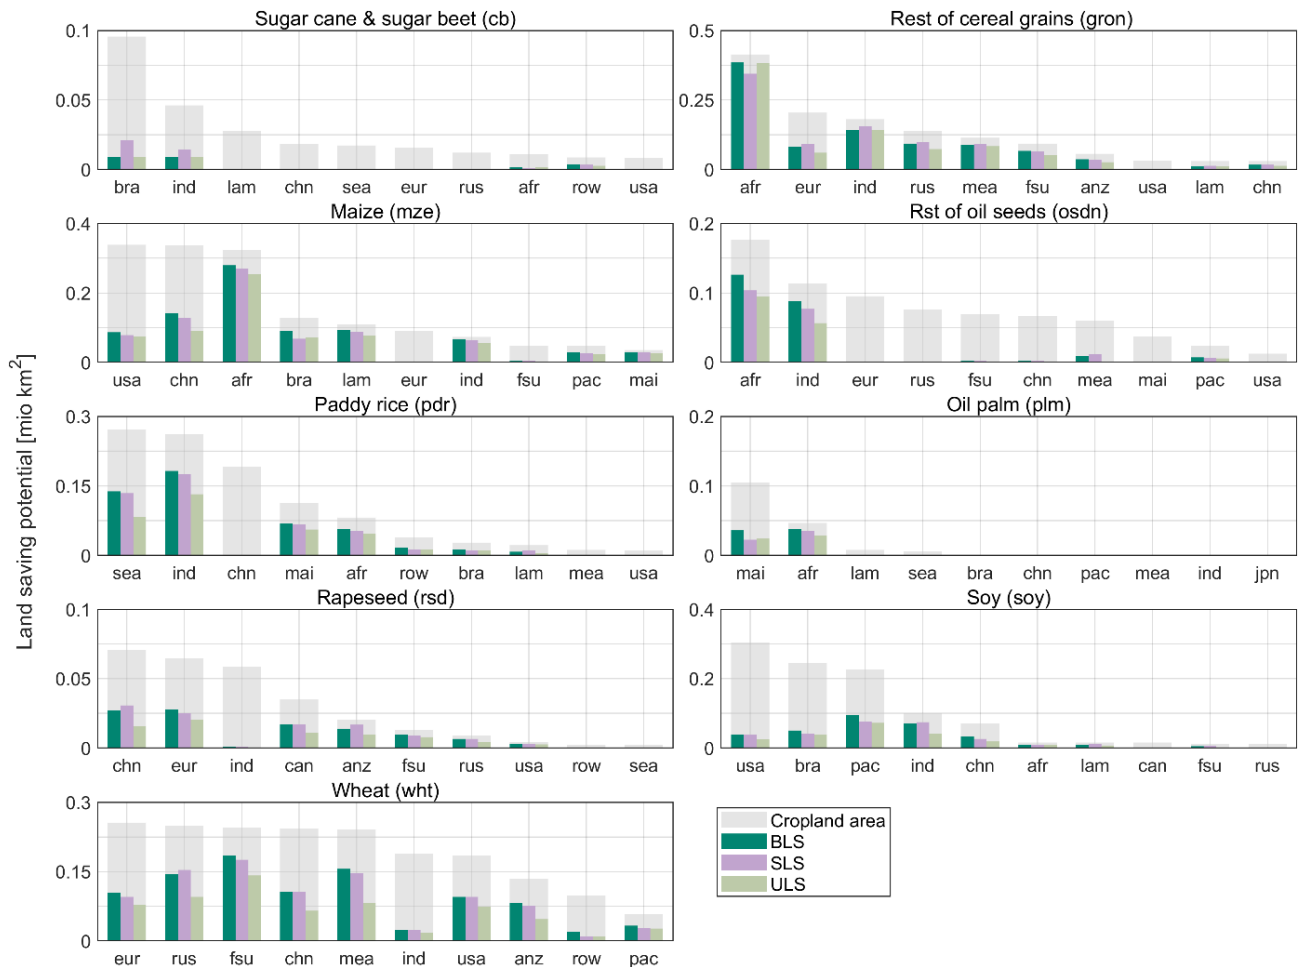 Sugar cane & sugar beet (cb)
0.1
0.05
0
bra ind lam chn sea eur rus afr row usa
Rest of cereal grains (gron)
0.5
0.25
0
afr eur ind rus mea fsu anz usa lam chn
Maize (mze)
0.4
0.2
0
usa chn afr bra lam eur ind fsu pac mai
Rst of oil seeds (osdn)
0.2
0.1
0
afr ind eur rus fsu chn mea mai pac usa
Land saving potential [mio km²]
Paddy rice (pdr)
0.3
0.15
0
sea ind chn mai afr row bra lam mea usa
Oil palm (plm)
0.2
0.1
0
mai afr lam sea bra chn pac mea ind jpn
Rapeseed (rsd)
0.1
0.05
0
chn eur ind can anz fsu rus usa row sea
Soy (soy)
0.4
0.2
0
usa bra pac ind chn afr lam can fsu rus
Wheat (wht)
0.3
0.15
0
eur rus fsu chn mea ind usa anz row pac
Cropland area
BLS
SLS
ULS